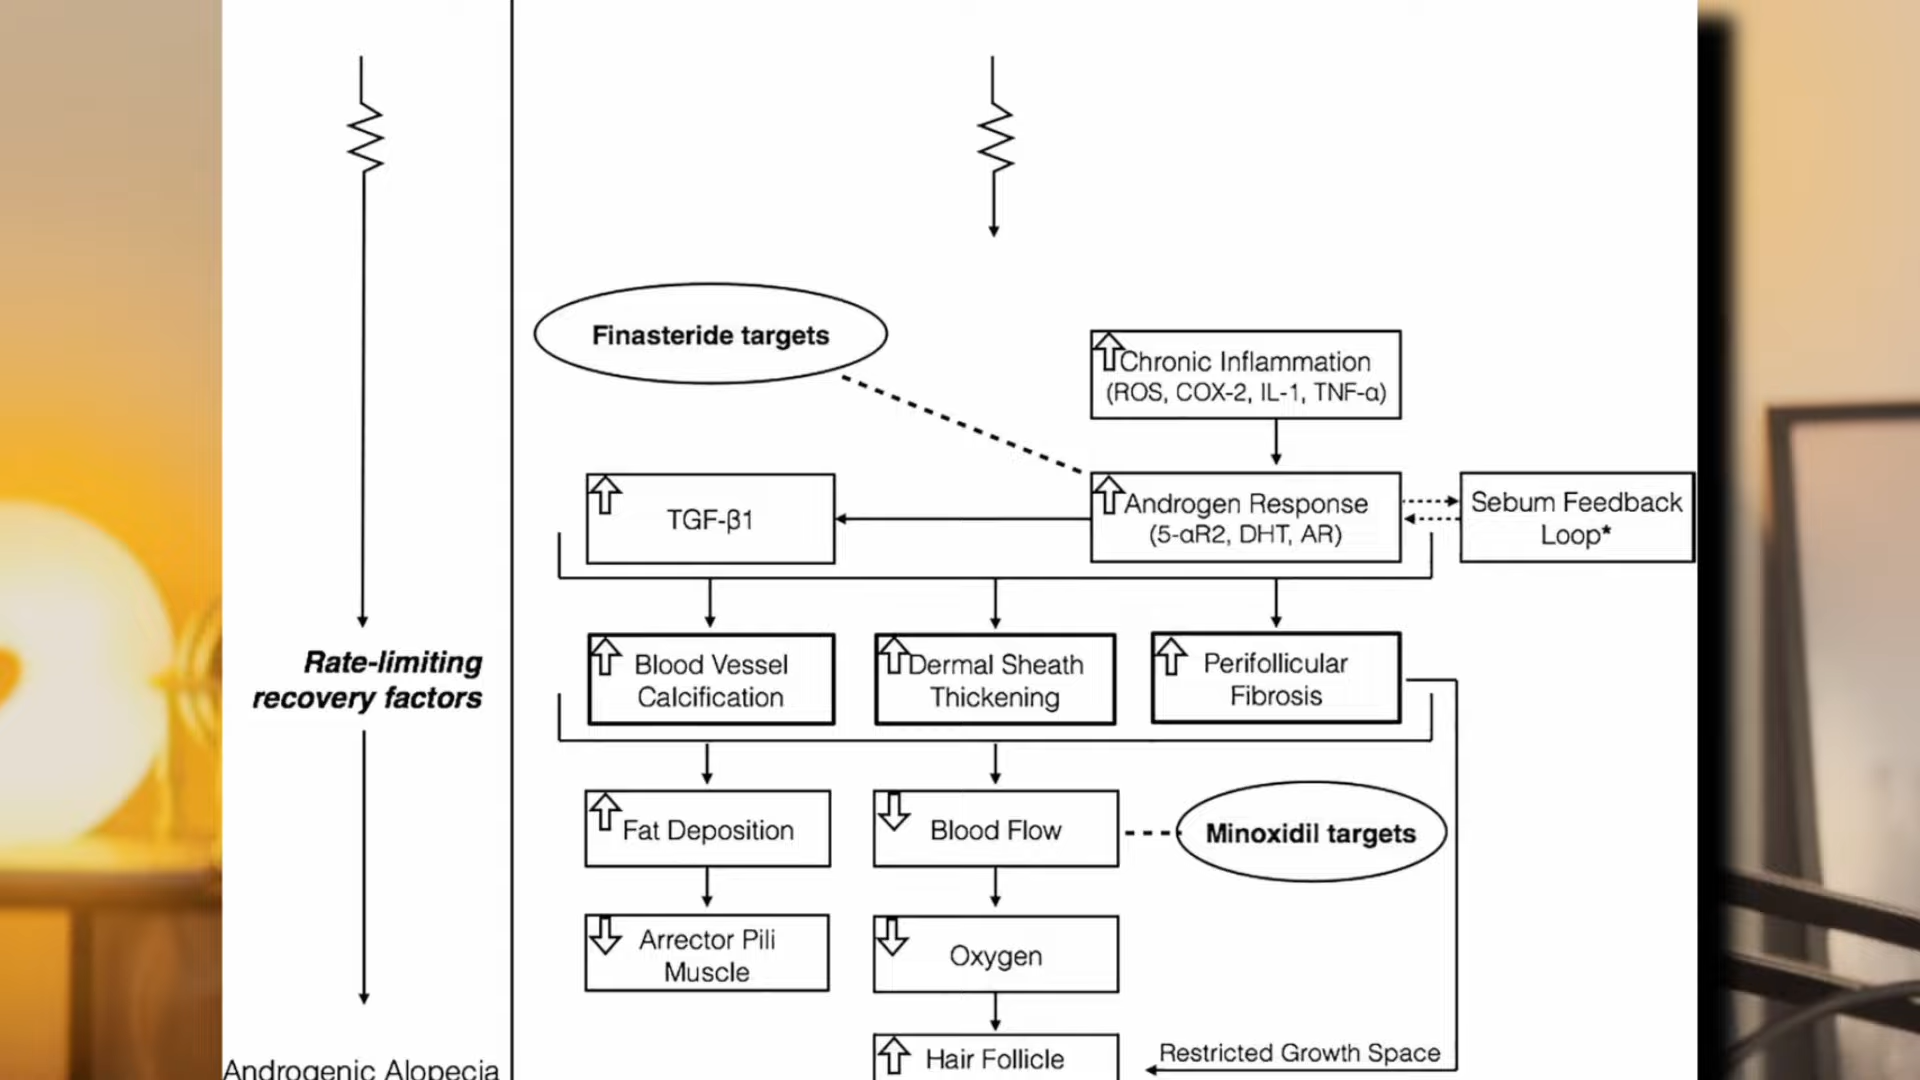 Finasteride targets
Chronic Inflammation
(ROS, COX-2, IL-1, TNF-α)
TGF-β1
Androgen Response
(5-αR2, DHT, AR)
Sebum Feedback
Loop*
Rate-limiting
recovery factors
Blood Vessel
Calcification
Dermal Sheath
Thickening
Perifollicular
Fibrosis
Fat Deposition
Blood Flow
Minoxidil targets
Arrector Pili
Muscle
Oxygen
Hair Follicle
Restricted Growth Space
Androgenic Alopecia